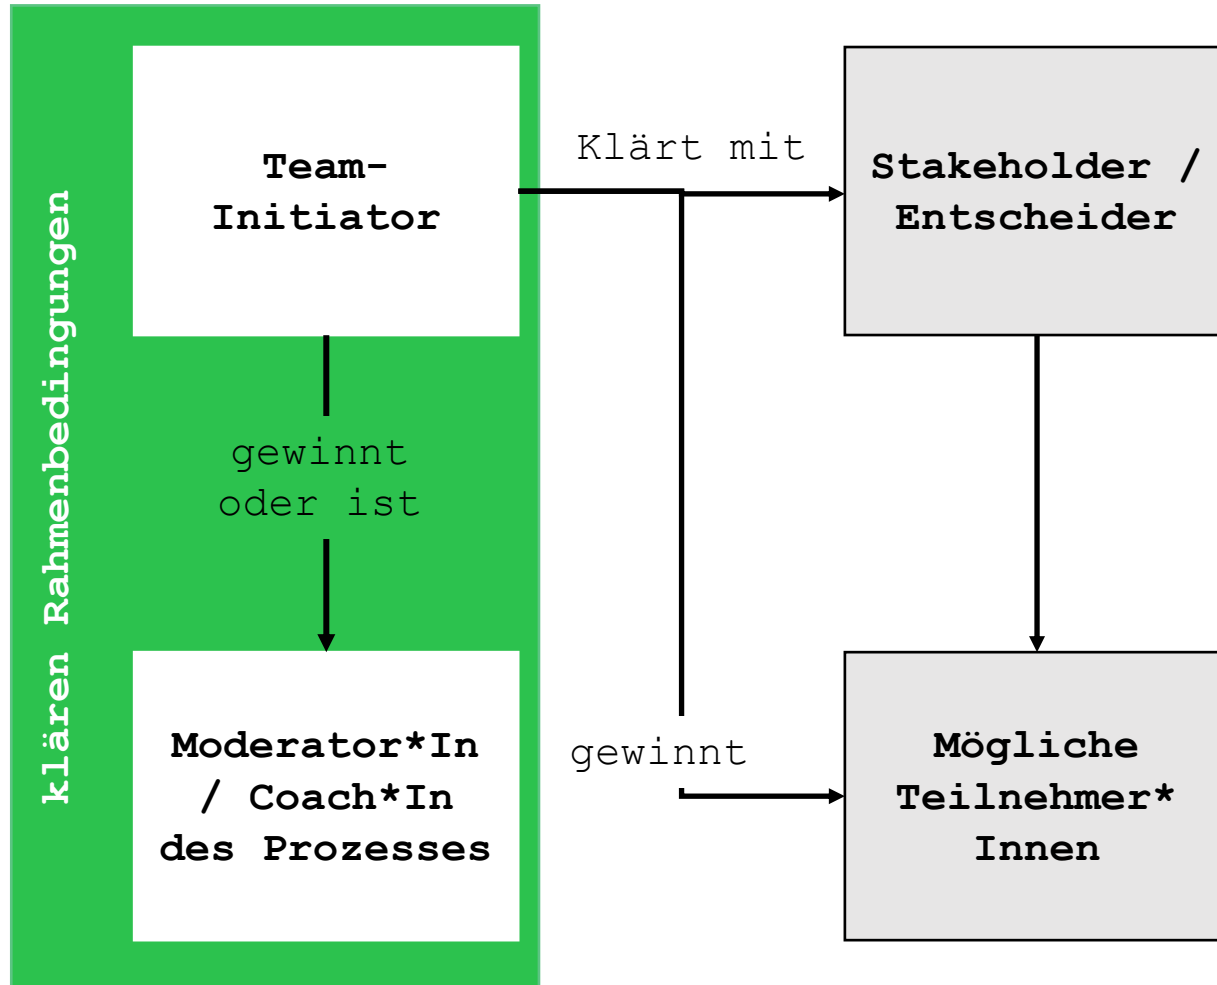 klären Rahmenbedingungen
Team-
Initiator
Klärt mit
Stakeholder /
Entscheider
gewinnt
oder ist
Moderator*In
/ Coach*In
des Prozesses
gewinnt
Mögliche
Teilnehmer*
Innen